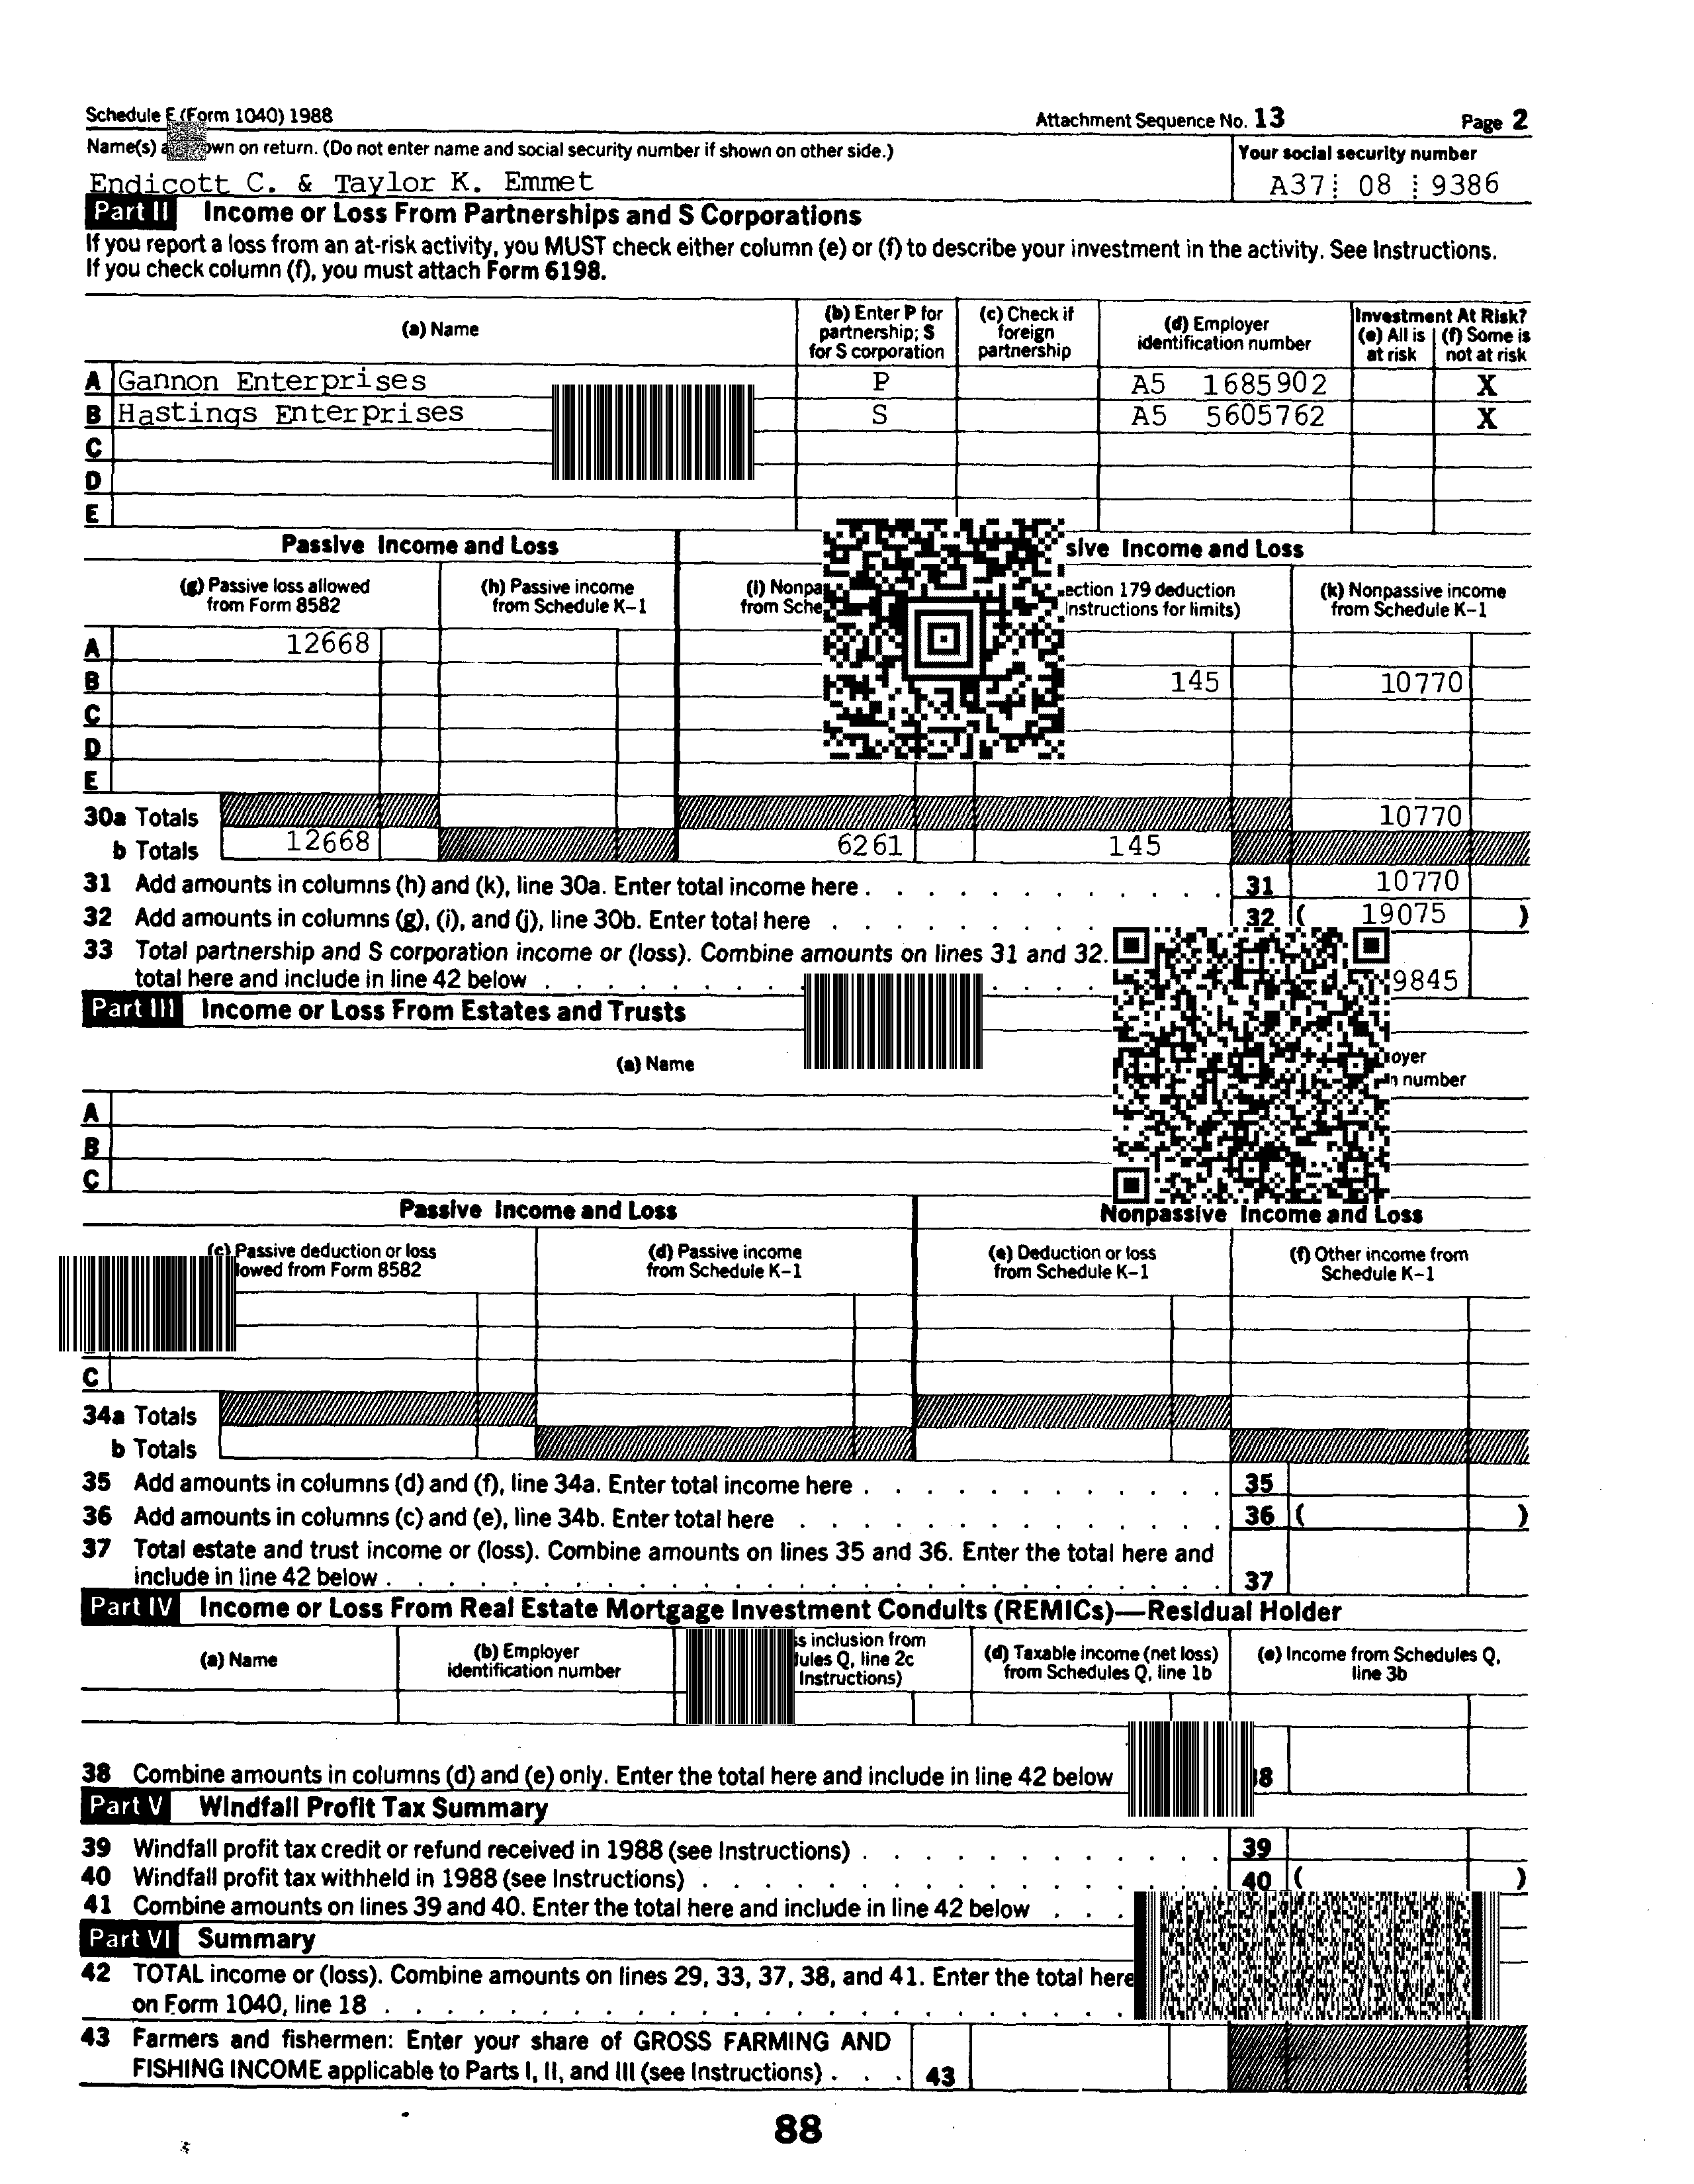 Schedule E (Form 1040) 1988 Attachment Sequence No. 13 Page 2
Name(s) own on return. (Do not enter name and social security number if shown on other side.) Your social security number
Endicott C. & Taylor K. Emmet A37 08 9386
Part II Income or Loss From Partnerships and S Corporations
If you report a loss from an at-risk activity, you MUST check either column (e) or (f) to describe your investment in the activity. See Instructions.
If you check column (f), you must attach Form 6198.
(a) Name (b) Enter P for partnership; S for S corporation (c) Check if foreign partnership (d) Employer identification number Investment At Risk? (e) All is at risk (f) Some is not at risk
A Gannon Enterprises P A5 1685902 X
B Hastings Enterprises S A5 5605762 X
C
D
E
Passive Income and Loss sive Income and Loss
(g) Passive loss allowed from Form 8582 (h) Passive income from Schedule K-1 (i) Nonpa from Sche ection 179 deduction Instructions for limits) (k) Nonpassive income from Schedule K-1
A 12668
B 145 10770
C
D
E
30a Totals 10770
b Totals 12668 6261 145
31 Add amounts in columns (h) and (k), line 30a. Enter total income here . . . 31 10770
32 Add amounts in columns (g), (i), and (j), line 30b. Enter total here . . . 32 ( 19075 )
33 Total partnership and S corporation income or (loss). Combine amounts on lines 31 and 32.
total here and include in line 42 below . . . 9845
Part III Income or Loss From Estates and Trusts
(a) Name oyer number
A
B
C
Passive Income and Loss Nonpassive Income and Loss
(c) Passive deduction or loss lowed from Form 8582 (d) Passive income from Schedule K-1 (e) Deduction or loss from Schedule K-1 (f) Other income from Schedule K-1
C
34a Totals
b Totals
35 Add amounts in columns (d) and (f), line 34a. Enter total income here . . . 35
36 Add amounts in columns (c) and (e), line 34b. Enter total here . . . 36 ( )
37 Total estate and trust income or (loss). Combine amounts on lines 35 and 36. Enter the total here and
include in line 42 below . . . 37
Part IV Income or Loss From Real Estate Mortgage Investment Conduits (REMICs)—Residual Holder
(a) Name (b) Employer identification number s inclusion from ules Q, line 2c Instructions) (d) Taxable income (net loss) from Schedules Q, line 1b (e) Income from Schedules Q, line 3b
38 Combine amounts in columns (d) and (e) only. Enter the total here and include in line 42 below 8
Part V Windfall Profit Tax Summary
39 Windfall profit tax credit or refund received in 1988 (see Instructions) . . . 39
40 Windfall profit tax withheld in 1988 (see Instructions) . . . 40 ( )
41 Combine amounts on lines 39 and 40. Enter the total here and include in line 42 below . . .
Part VI Summary
42 TOTAL income or (loss). Combine amounts on lines 29, 33, 37, 38, and 41. Enter the total here
on Form 1040, line 18 . . .
43 Farmers and fishermen: Enter your share of GROSS FARMING AND
FISHING INCOME applicable to Parts I, II, and III (see Instructions) . . . 43
88